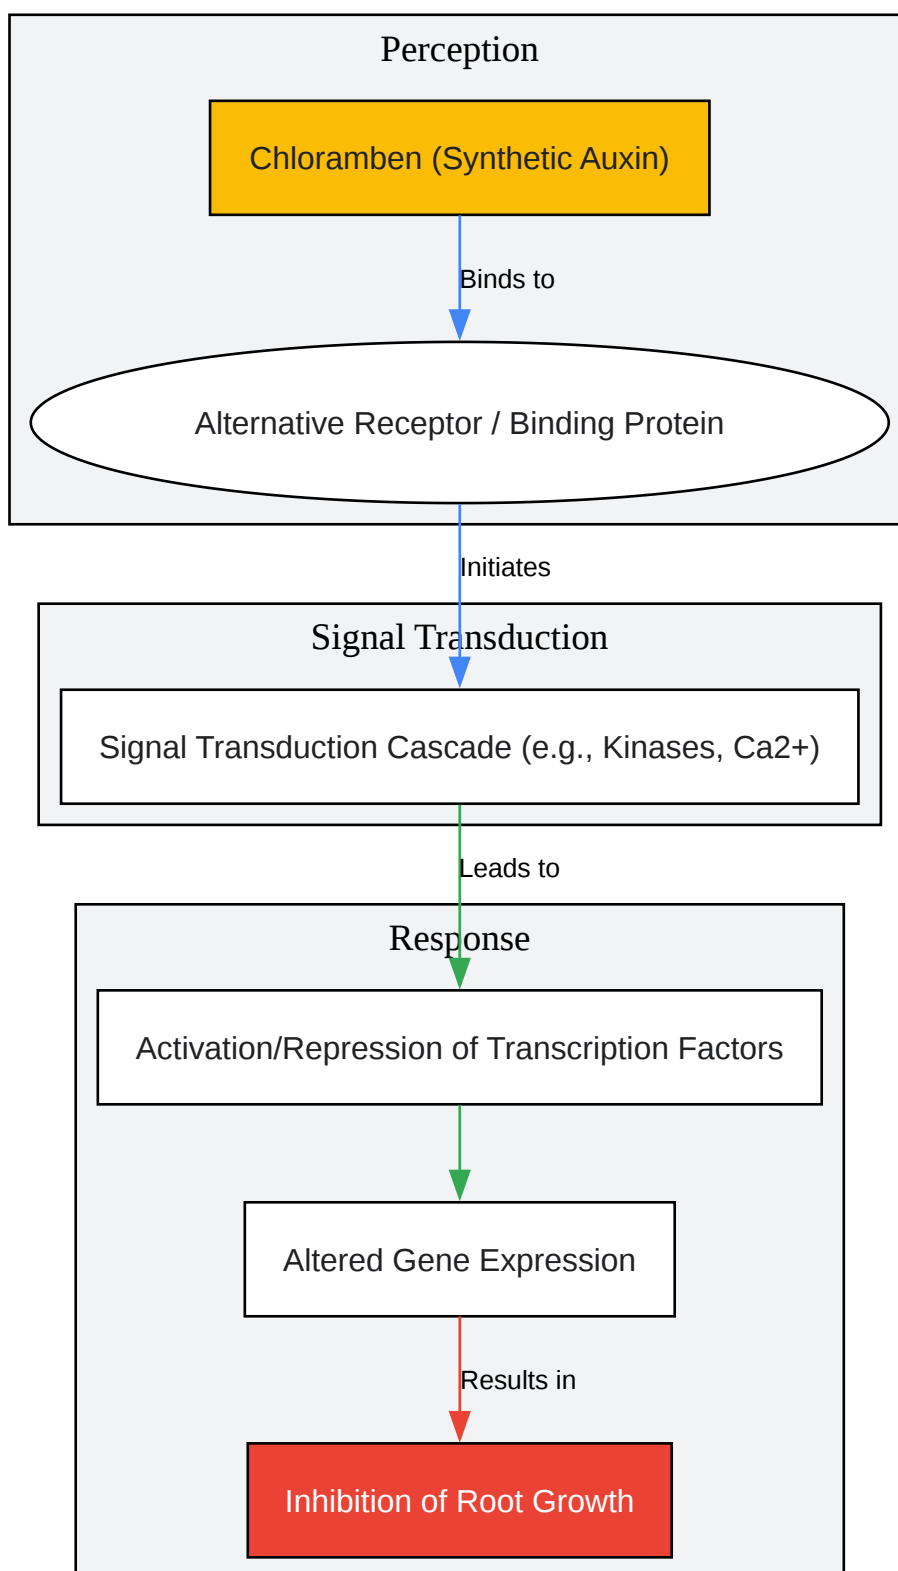 Perception
Chloramben (Synthetic Auxin)
Binds to
Alternative Receptor / Binding Protein
Initiates
Signal Transduction
Signal Transduction Cascade (e.g., Kinases, Ca2+)
Leads to
Response
Activation/Repression of Transcription Factors
Altered Gene Expression
Results in
Inhibition of Root Growth